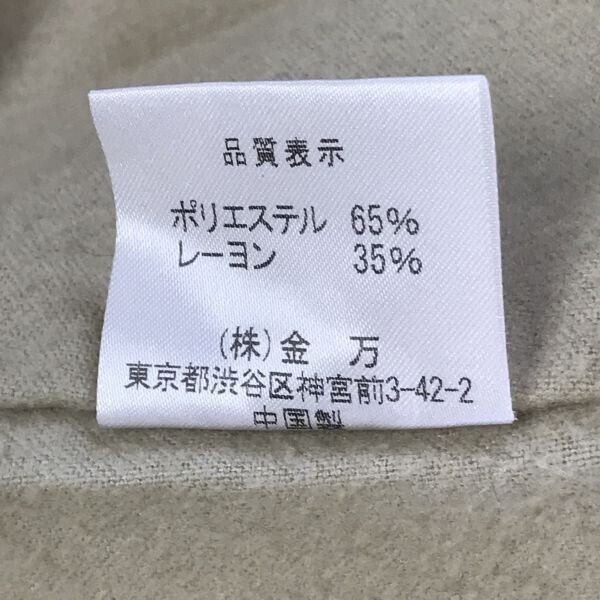 品質表示
ポリエステル 65%
レーヨン 35%
(株)金 万
東京都渋谷区神宮前3-42-2
中国製